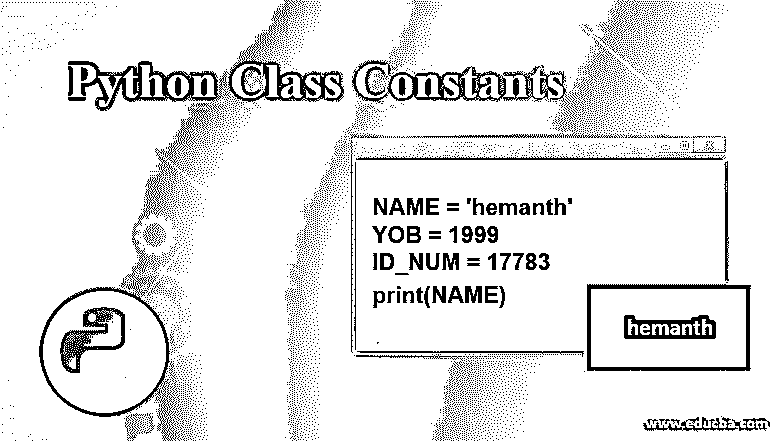 Python Class Constants
NAME = 'hemanth'
YOB = 1999
ID_NUM = 17783
print(NAME)
hemanth
www.educba.com